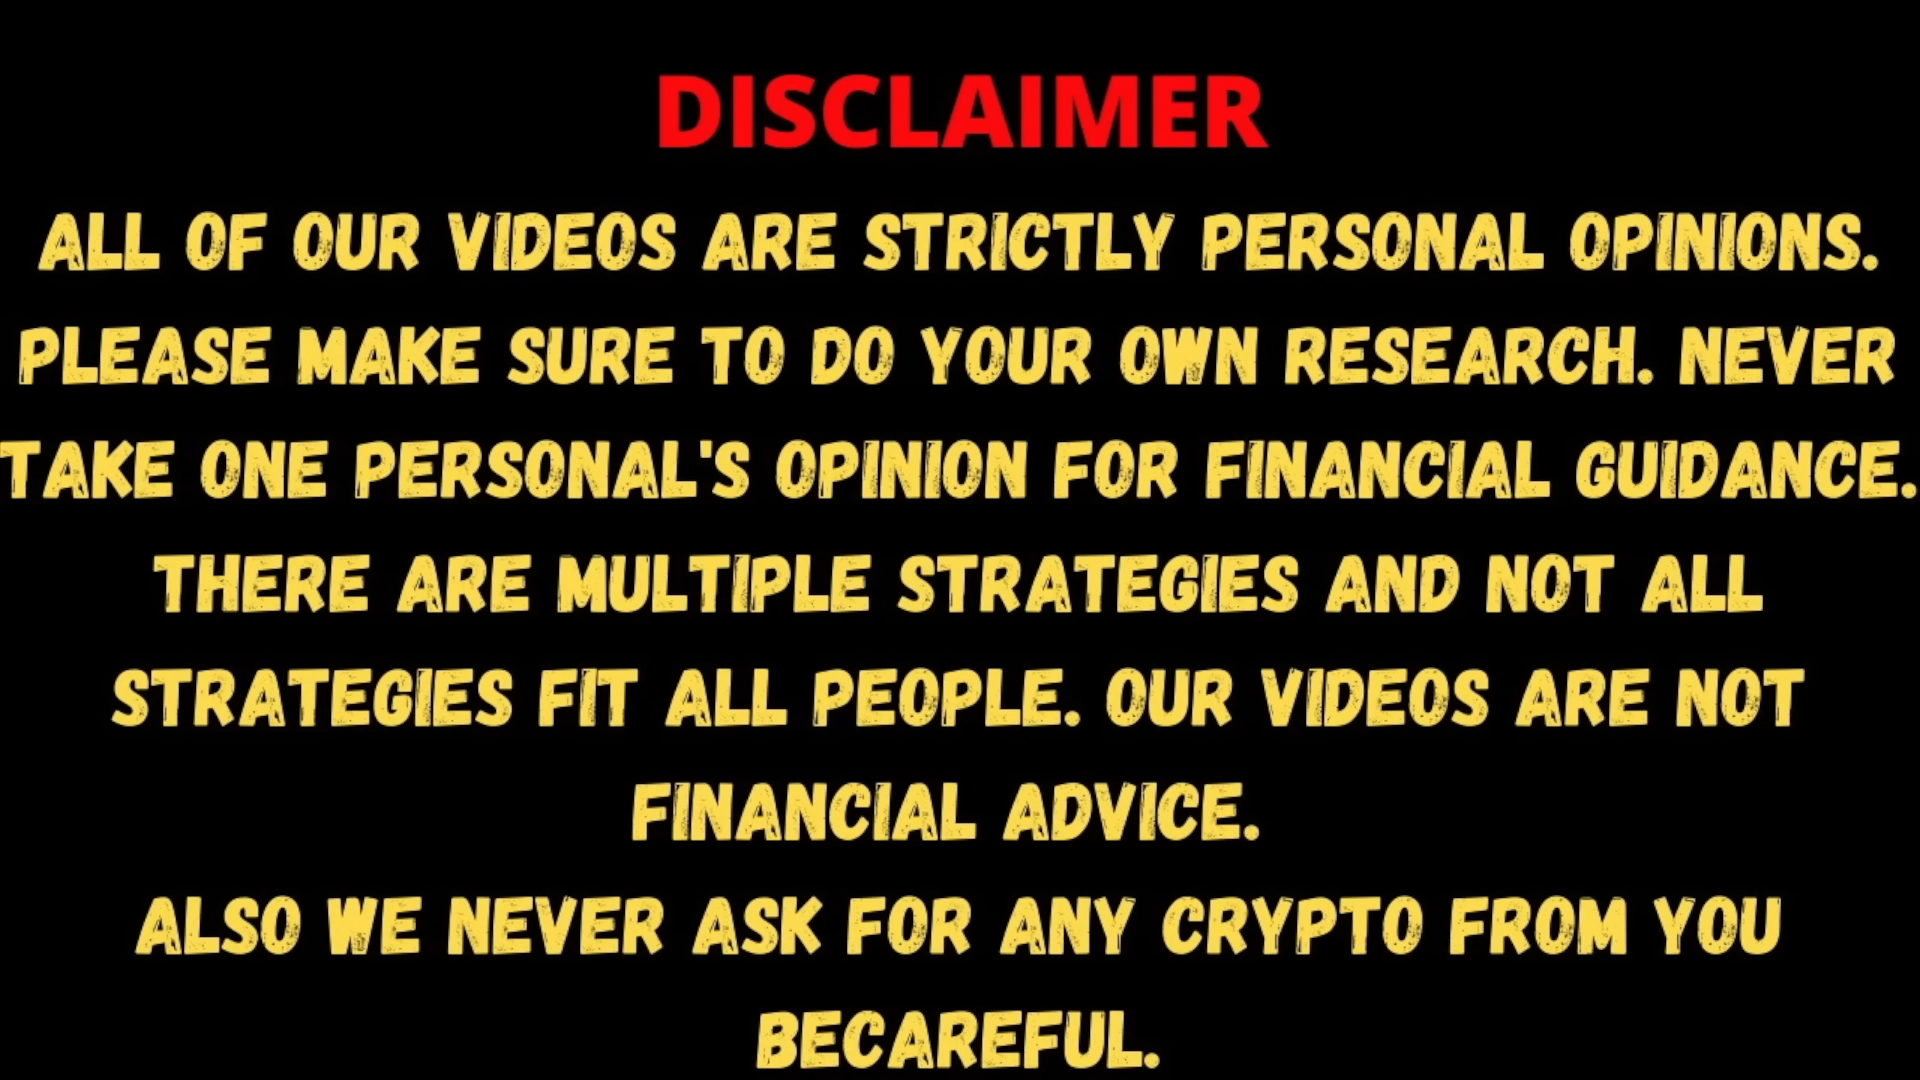 DISCLAIMER
ALL OF OUR VIDEOS ARE STRICTLY PERSONAL OPINIONS.
PLEASE MAKE SURE TO DO YOUR OWN RESEARCH. NEVER
TAKE ONE PERSONAL'S OPINION FOR FINANCIAL GUIDANCE.
THERE ARE MULTIPLE STRATEGIES AND NOT ALL
STRATEGIES FIT ALL PEOPLE. OUR VIDEOS ARE NOT
FINANCIAL ADVICE.
ALSO WE NEVER ASK FOR ANY CRYPTO FROM YOU
BECAREFUL.